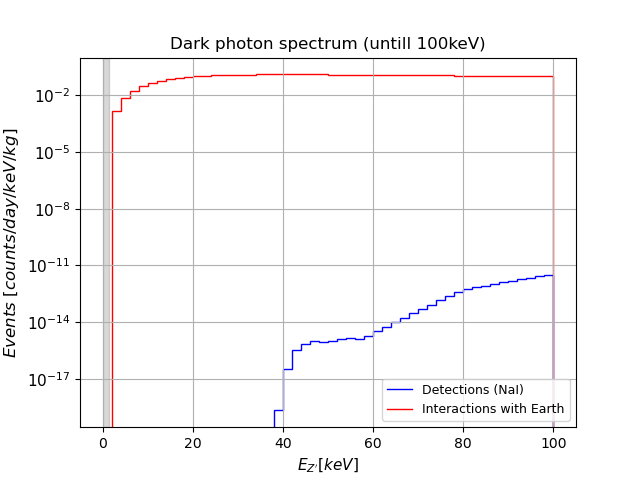 Dark photon spectrum (untill 100keV)
Events [counts/day/keV/kg]
10⁻²
10⁻⁵
10⁻⁸
10⁻¹¹
10⁻¹⁴
10⁻¹⁷
Detections (NaI)
Interactions with Earth
0 20 40 60 80 100
E_{Z'}[keV]